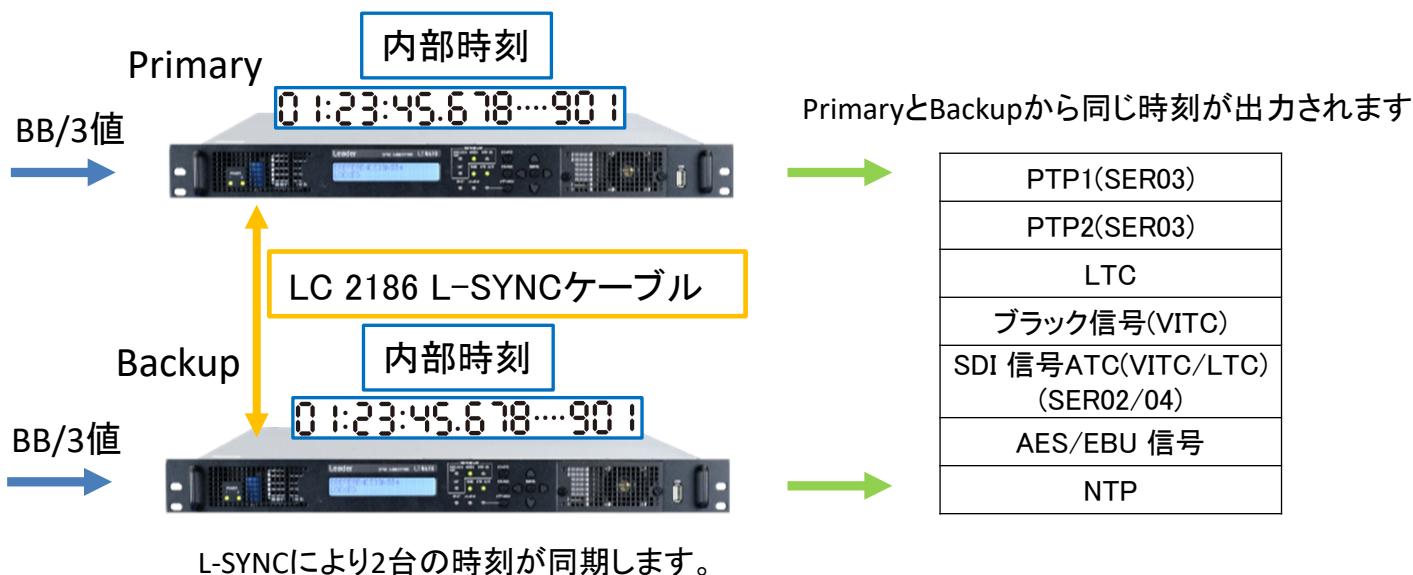 内部時刻
Primary
01:23:45.678····901
BB/3値
PrimaryとBackupから同じ時刻が出力されます
Leader
PTP1(SER03)
PTP2(SER03)
LTC
ブラック信号(VITC)
SDI 信号ATC(VITC/LTC)
(SER02/04)
AES/EBU 信号
NTP
LC 2186 L-SYNCケーブル
内部時刻
Backup
01:23:45.678····901
BB/3値
Leader
L-SYNCにより2台の時刻が同期します。